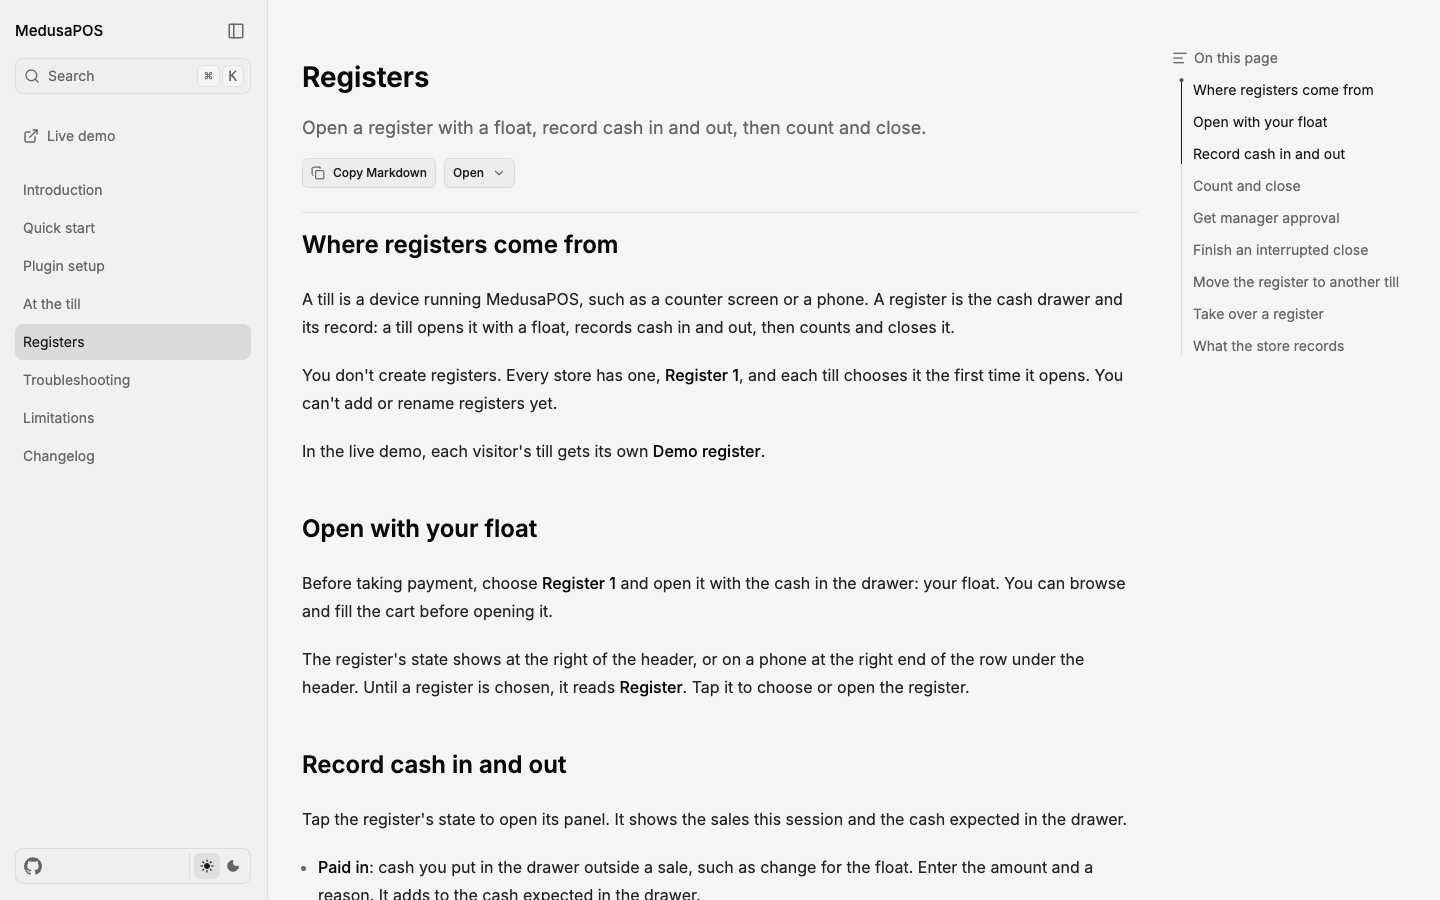 MedusaPOS
Search
⌘ K
Live demo
Introduction
Quick start
Plugin setup
At the till
Registers
Troubleshooting
Limitations
Changelog
Registers
Open a register with a float, record cash in and out, then count and close.
Copy Markdown
Open
Where registers come from
A till is a device running MedusaPOS, such as a counter screen or a phone. A register is the cash drawer and
its record: a till opens it with a float, records cash in and out, then counts and closes it.
You don't create registers. Every store has one, Register 1, and each till chooses it the first time it opens. You
can't add or rename registers yet.
In the live demo, each visitor's till gets its own Demo register.
Open with your float
Before taking payment, choose Register 1 and open it with the cash in the drawer: your float. You can browse
and fill the cart before opening it.
The register's state shows at the right of the header, or on a phone at the right end of the row under the
header. Until a register is chosen, it reads Register. Tap it to choose or open the register.
Record cash in and out
Tap the register's state to open its panel. It shows the sales this session and the cash expected in the drawer.
Paid in: cash you put in the drawer outside a sale, such as change for the float. Enter the amount and a
reason. It adds to the cash expected in the drawer.
On this page
Where registers come from
Open with your float
Record cash in and out
Count and close
Get manager approval
Finish an interrupted close
Move the register to another till
Take over a register
What the store records